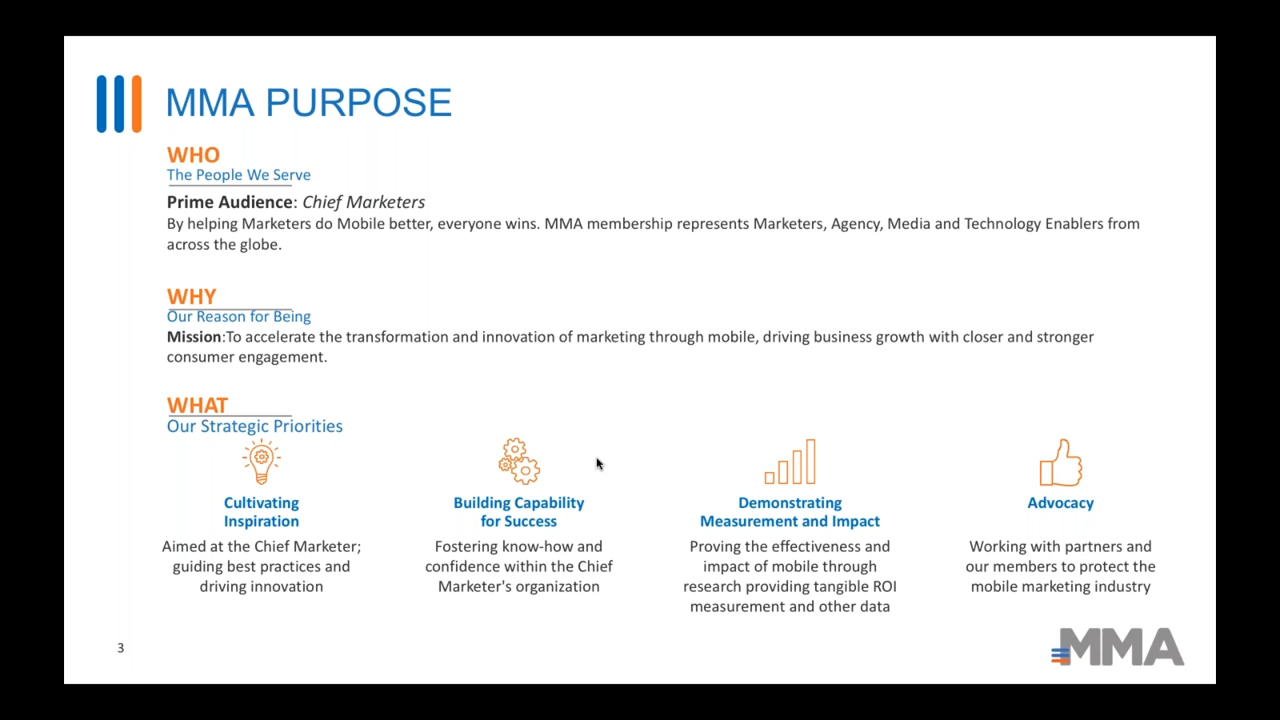 MMA PURPOSE
WHO
The People We Serve
Prime Audience: Chief Marketers
By helping Marketers do Mobile better, everyone wins. MMA membership represents Marketers, Agency, Media and Technology Enablers from
across the globe.
WHY
Our Reason for Being
Mission:To accelerate the transformation and innovation of marketing through mobile, driving business growth with closer and stronger
consumer engagement.
WHAT
Our Strategic Priorities
Cultivating
Inspiration
Aimed at the Chief Marketer;
guiding best practices and
driving innovation
Building Capability
for Success
Fostering know-how and
confidence within the Chief
Marketer's organization
Demonstrating
Measurement and Impact
Proving the effectiveness and
impact of mobile through
research providing tangible ROI
measurement and other data
Advocacy
Working with partners and
our members to protect the
mobile marketing industry
3
MMA